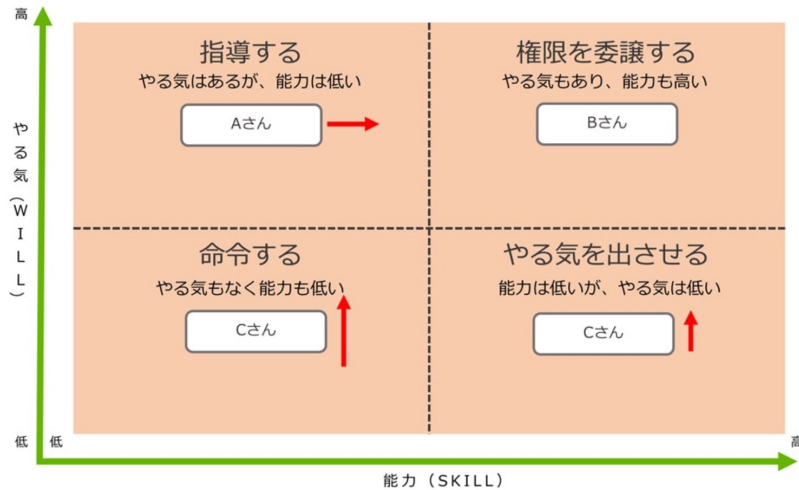 高
やる気(WILL)
低
指導する
やる気はあるが、能力は低い
Aさん
権限を委譲する
やる気もあり、能力も高い
Bさん
命令する
やる気もなく能力も低い
Cさん
やる気を出させる
能力は低いが、やる気は低い
Cさん
低
高
能力（SKILL）